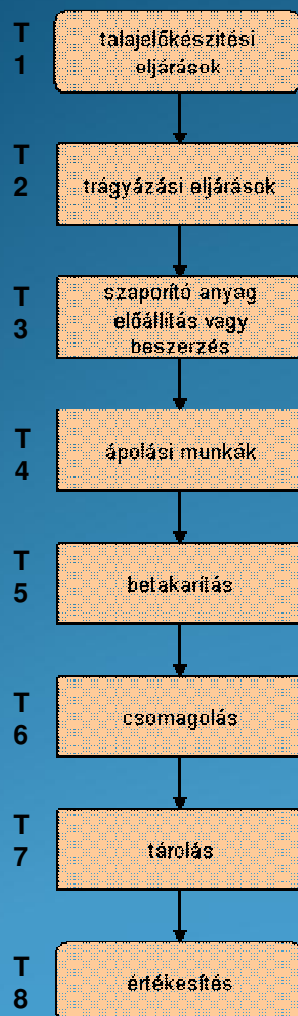 T
1
talajelőkészítési
eljárások
T
2
trágyázási eljárások
T
3
szaporító anyag
előállítás vagy
beszerzés
T
4
ápolási munkák
T
5
betakarítás
T
6
csomagolás
T
7
tárolás
T
8
értékesítés